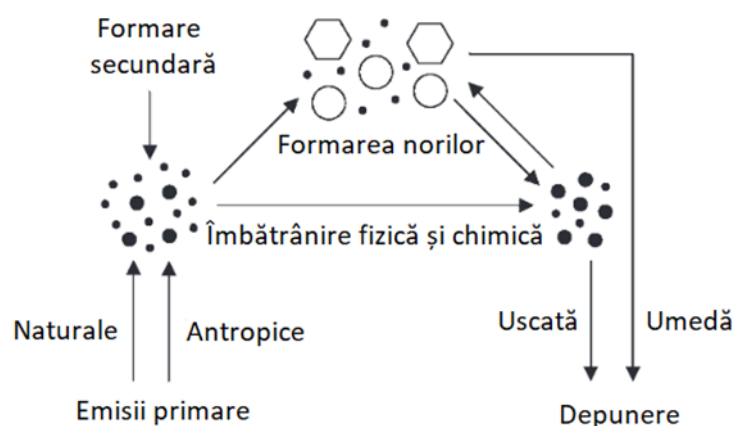 Formare
secundară
Formarea norilor
Îmbătrânire fizică și chimică
Naturale
Antropice
Uscată
Umedă
Emisii primare
Depunere